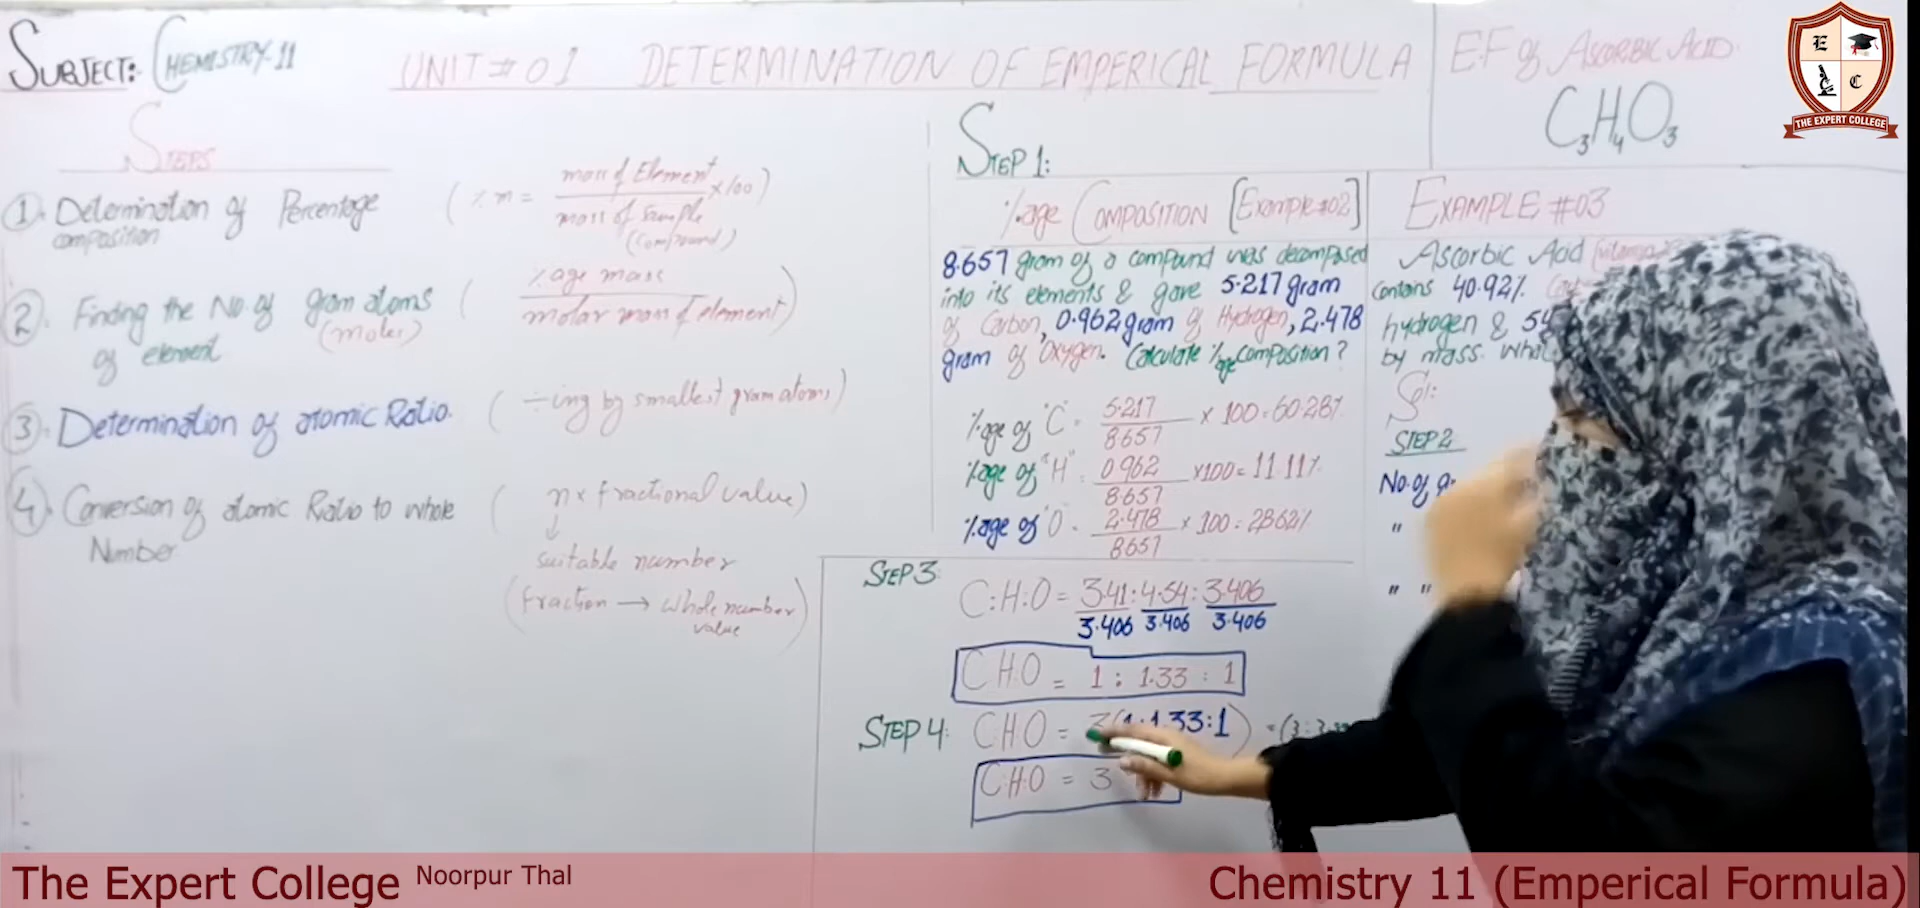 SUBJECT:- CHEMISTRY-11
UNIT # 01 DETERMINATION OF EMPERICAL FORMULA
EF of ASCORBIC ACID
C3H4O3
E
C
THE EXPERT COLLEGE
STEPS
1. Determination of Percentage composition
(% n = mass of Element / mass of sample (compound) × 100)
2. Finding the No. of gram atoms (moles) of element
(%age mass / molar mass of element)
3. Determination of atomic Ratio.
(÷ing by smallest gram atoms)
4. Conversion of atomic Ratio to whole Number
(n × fractional value)
↓
suitable number
(fraction → whole number value)
STEP 1:
%age COMPOSITION [Example #02]
8.657 gram of a compound was decomposed
into its elements & gave 5.217 gram
of Carbon, 0.962 gram of Hydrogen, 2.478
gram of Oxygen. Calculate %age composition?
%age of "C" = 5.217 / 8.657 × 100 = 60.28%
%age of "H" = 0.962 / 8.657 × 100 = 11.11%
%age of "O" = 2.478 / 8.657 × 100 = 28.62%
EXAMPLE #03
Ascorbic Acid
contains 40.92%
hydrogen & 54
by mass. What
Sol:
STEP 2
No. of
"
" "
STEP 3
C:H:O = 3.41 : 4.54 : 3.406
3.406 3.406 3.406
C:H:O = 1 : 1.33 : 1
STEP 4: C:H:O = 3(1:1.33:1) = (3:
C:H:O = 3
The Expert College Noorpur Thal
Chemistry 11 (Emperical Formula)